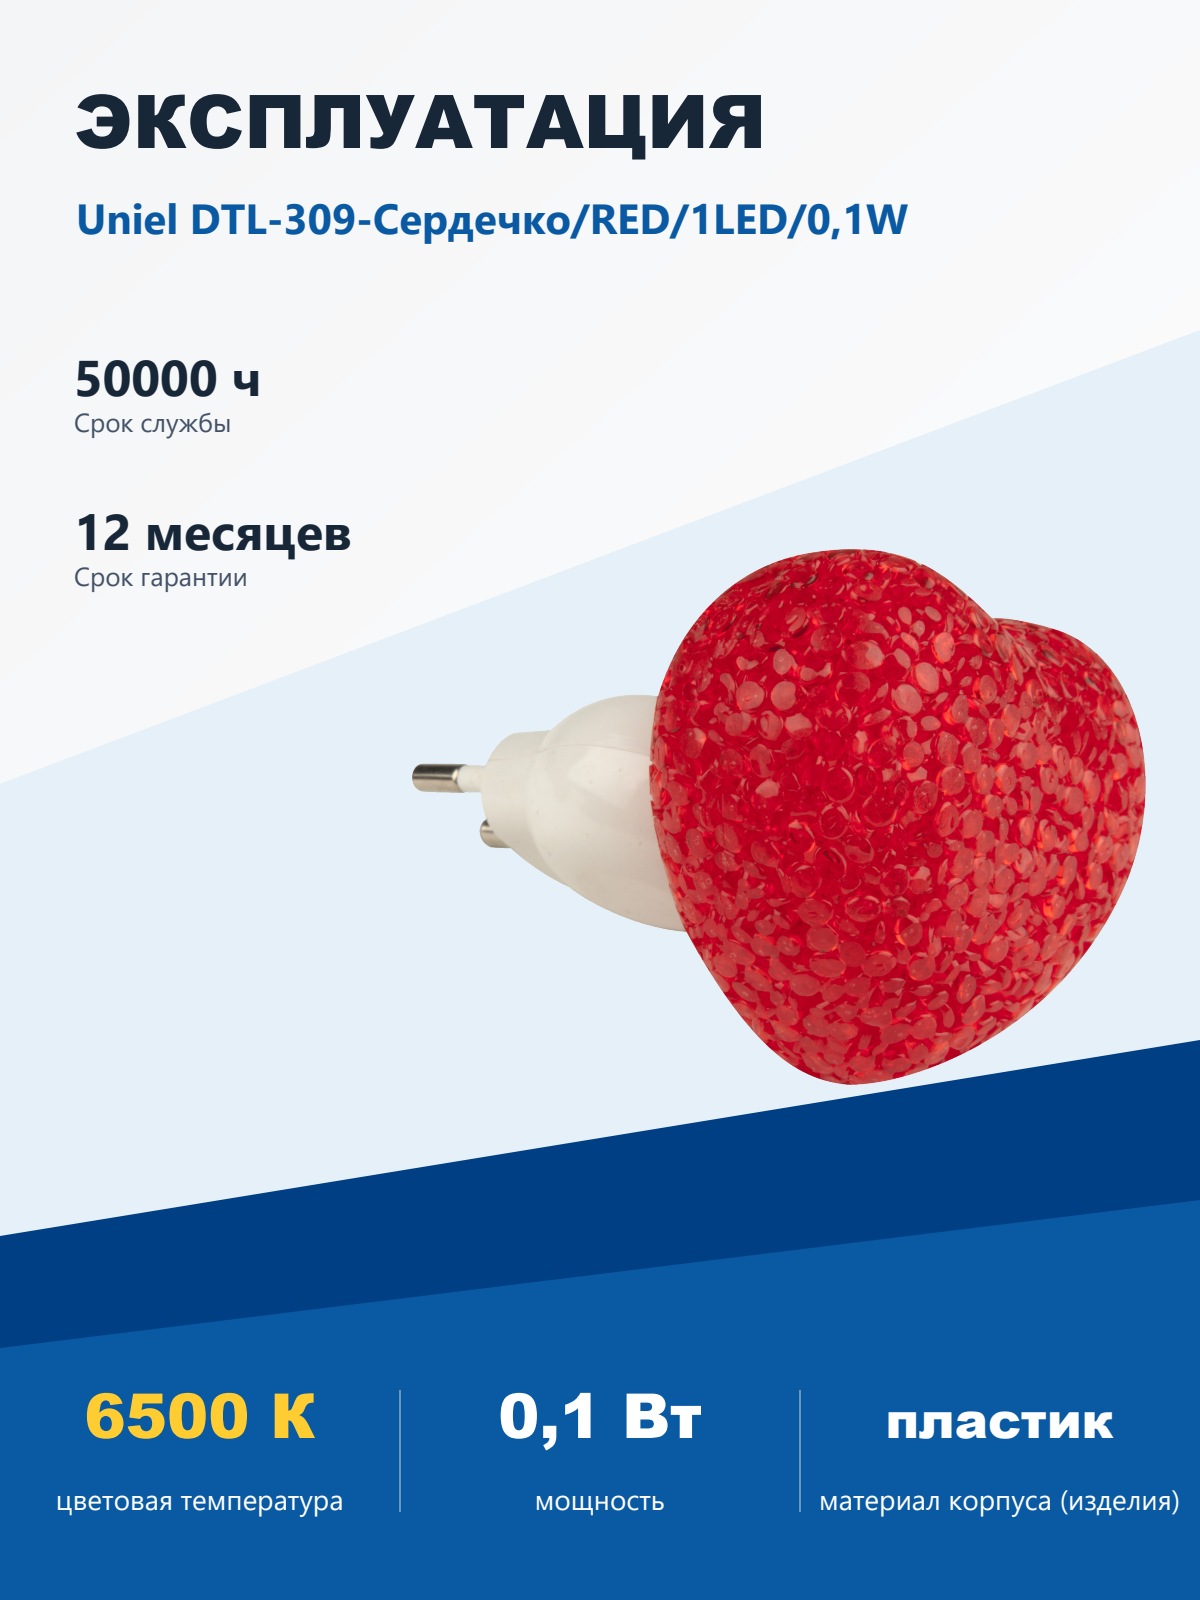 ЭКСПЛУАТАЦИЯ
Uniel DTL-309-Сердечко/RED/1LED/0,1W
50000 ч
Срок службы
12 месяцев
Срок гарантии
6500 К
цветовая температура
0,1 Вт
мощность
пластик
материал корпуса (изделия)